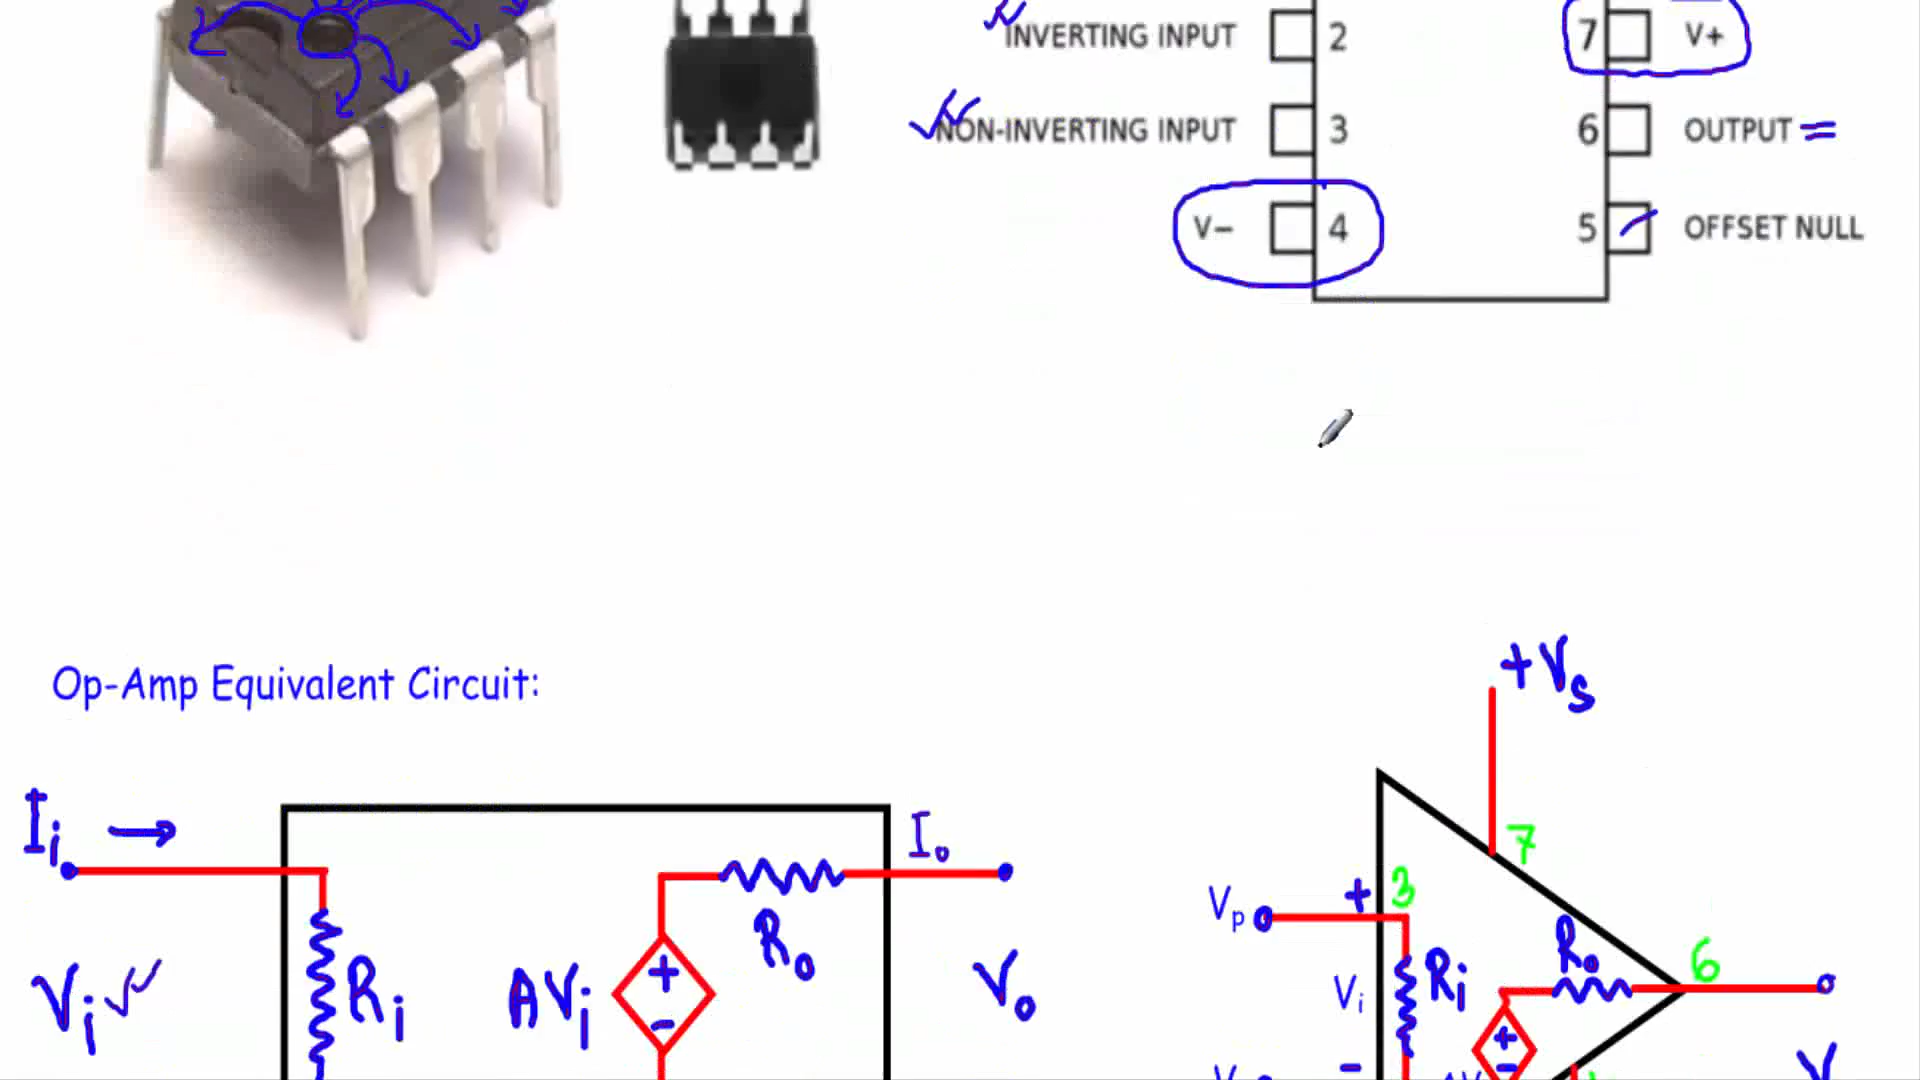 INVERTING INPUT 2 7 V+
NON-INVERTING INPUT 3 6 OUTPUT
V− 4 5 OFFSET NULL
+Vs
Op-Amp Equivalent Circuit:
Ii
Io
7
3
+
Vp
Ro
6
Ro
Vi
Ri
AVi
+
−
Vo
Vi
Ri
+
−
−